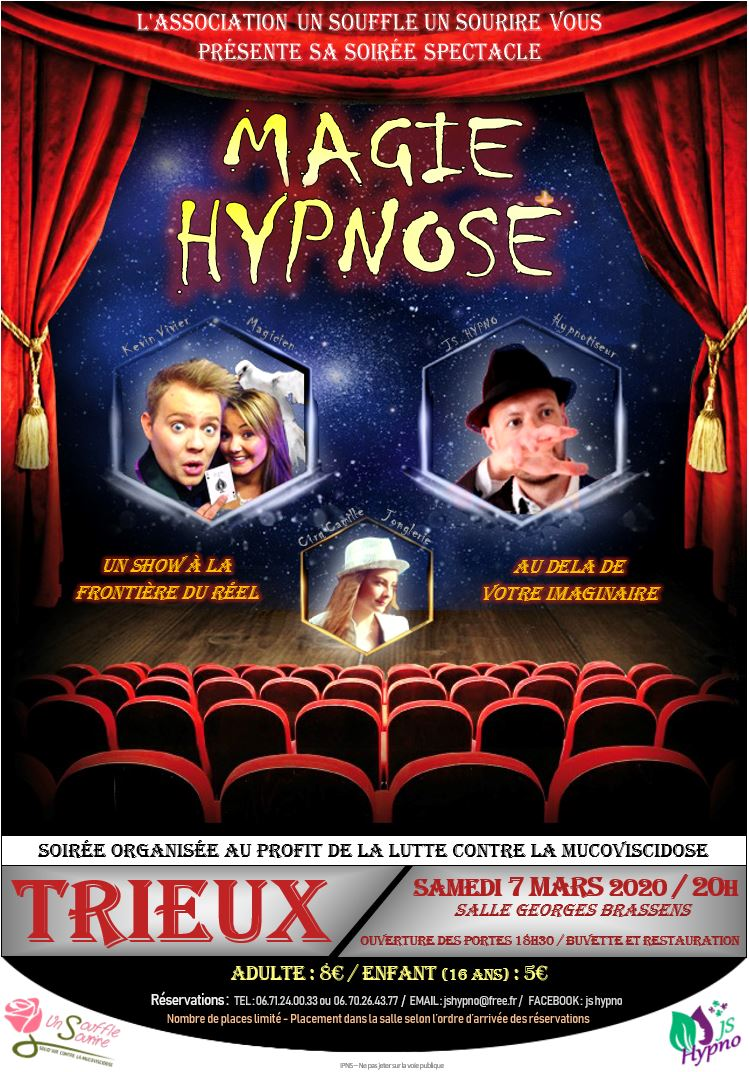 L'ASSOCIATION UN SOUFFLE UN SOURIRE VOUS
PRÉSENTE SA SOIRÉE SPECTACLE
MAGIE
HYPNOSE
Kevin Vivier Magicien
Js HYPNO Hypnotiseur
Cirq'Camille Jonglerie
UN SHOW À LA
FRONTIÈRE DU RÉEL
AU DELA DE
VOTRE IMAGINAIRE
SOIRÉE ORGANISÉE AU PROFIT DE LA LUTTE CONTRE LA MUCOVISCIDOSE
TRIEUX
SAMEDI 7 MARS 2020 / 20H
SALLE GEORGES BRASSENS
OUVERTURE DES PORTES 18H30 / BUVETTE ET RESTAURATION
ADULTE : 8€ / ENFANT (16 ANS) : 5€
Réservations : TEL : 06.71.24.00.33 ou 06.70.26.43.77 / EMAIL : jshypno@free.fr / FACEBOOK : js hypno
Nombre de places limité - Placement dans la salle selon l'ordre d'arrivée des réservations
Un Souffle
Un Sourire
CONTRE LA MUCOVISCIDOSE
JS
Hypno
IPNS – Ne pas jeter sur la voie publique